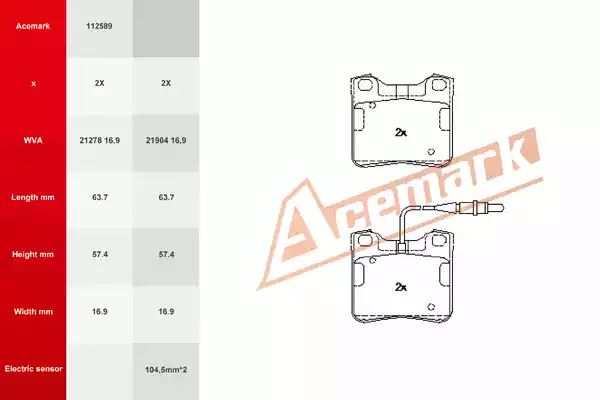 Acemark 112589
x 2X 2X
WVA 21278 16,9 21904 16,9
Length mm 63.7 63.7
Height mm 57.4 57.4
Width mm 16.9 16.9
Electric sensor 104,5mm*2
2x
Acemark
2x